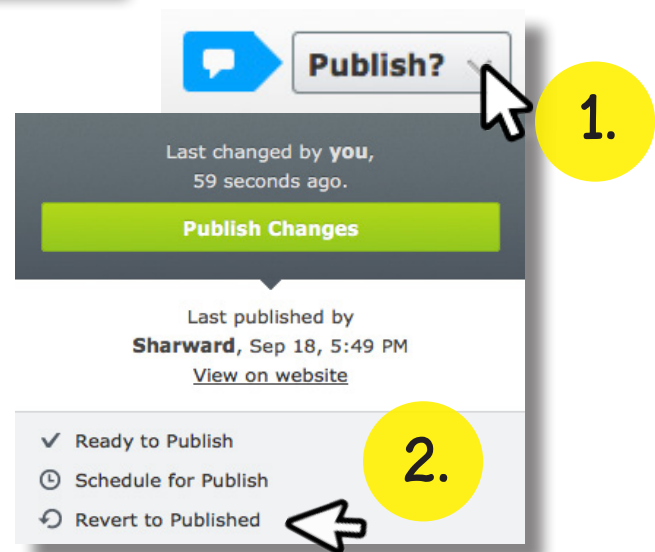 Publish?
1.
Last changed by you,
59 seconds ago.
Publish Changes
Last published by
Sharward, Sep 18, 5:49 PM
View on website
Ready to Publish
2.
Schedule for Publish
Revert to Published